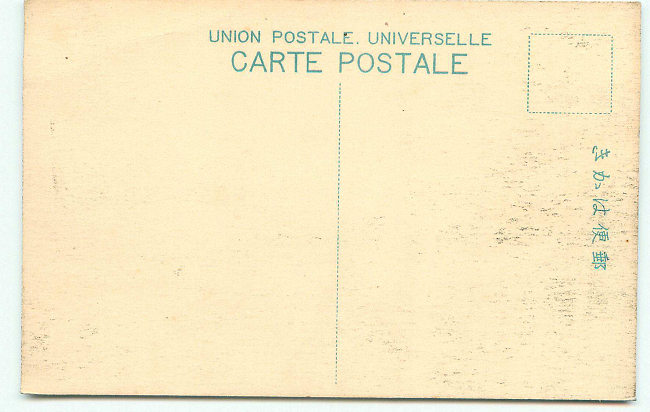 UNION POSTALE. UNIVERSELLE
CARTE POSTALE
郵便はかき